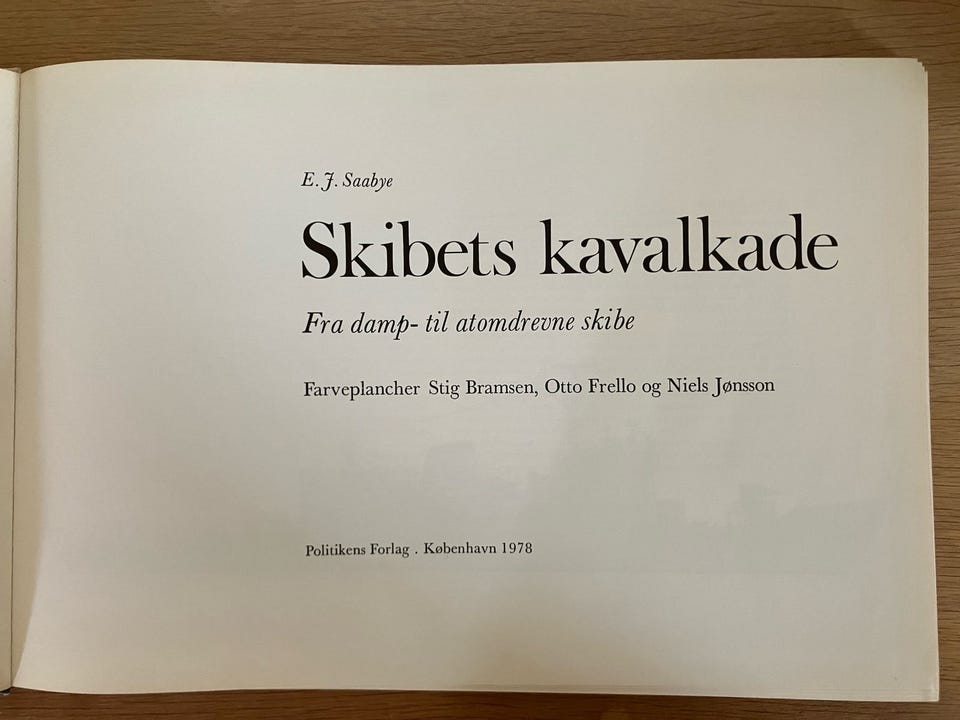 E. J. Saabye
Skibets kavalkade
Fra damp- til atomdrevne skibe
Farveplancher Stig Bramsen, Otto Frello og Niels Jønsson
Politikens Forlag . København 1978